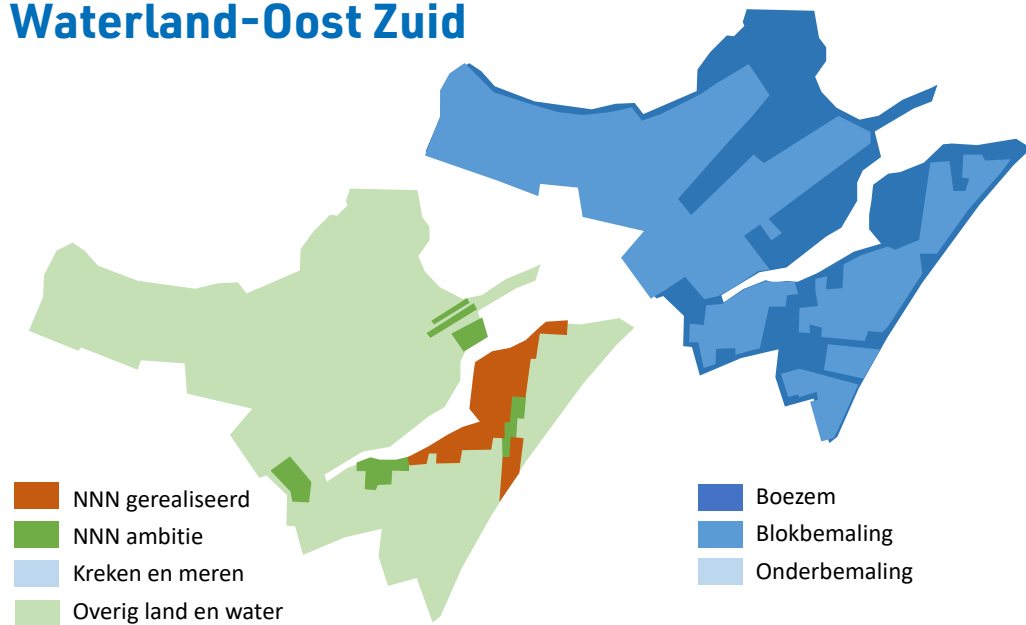 Waterland-Oost Zuid
NNN gerealiseerd
NNN ambitie
Kreken en meren
Overig land en water
Boezem
Blokbemaling
Onderbemaling